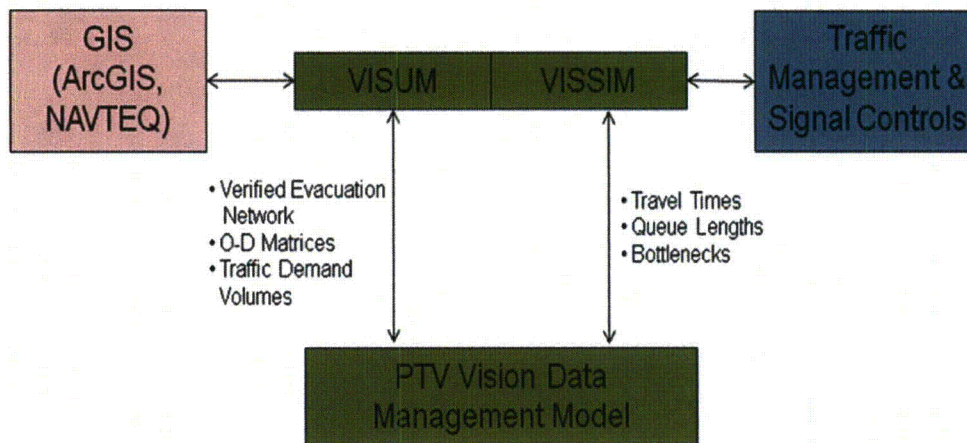 GIS
(ArcGIS,
NAVTEQ)
VISUM
VISSIM
Traffic
Management &
Signal Controls
• Verified Evacuation
Network
• O-D Matrices
• Traffic Demand
Volumes
• Travel Times
• Queue Lengths
• Bottlenecks
PTV Vision Data
Management Model